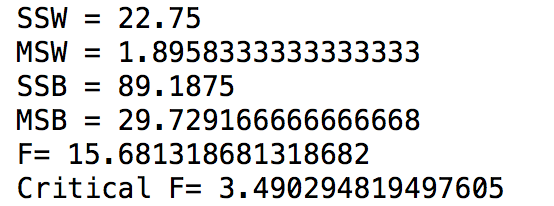 SSW = 22.75
MSW = 1.8958333333333333
SSB = 89.1875
MSB = 29.729166666666668
F= 15.681318681318682
Critical F= 3.490294819497605